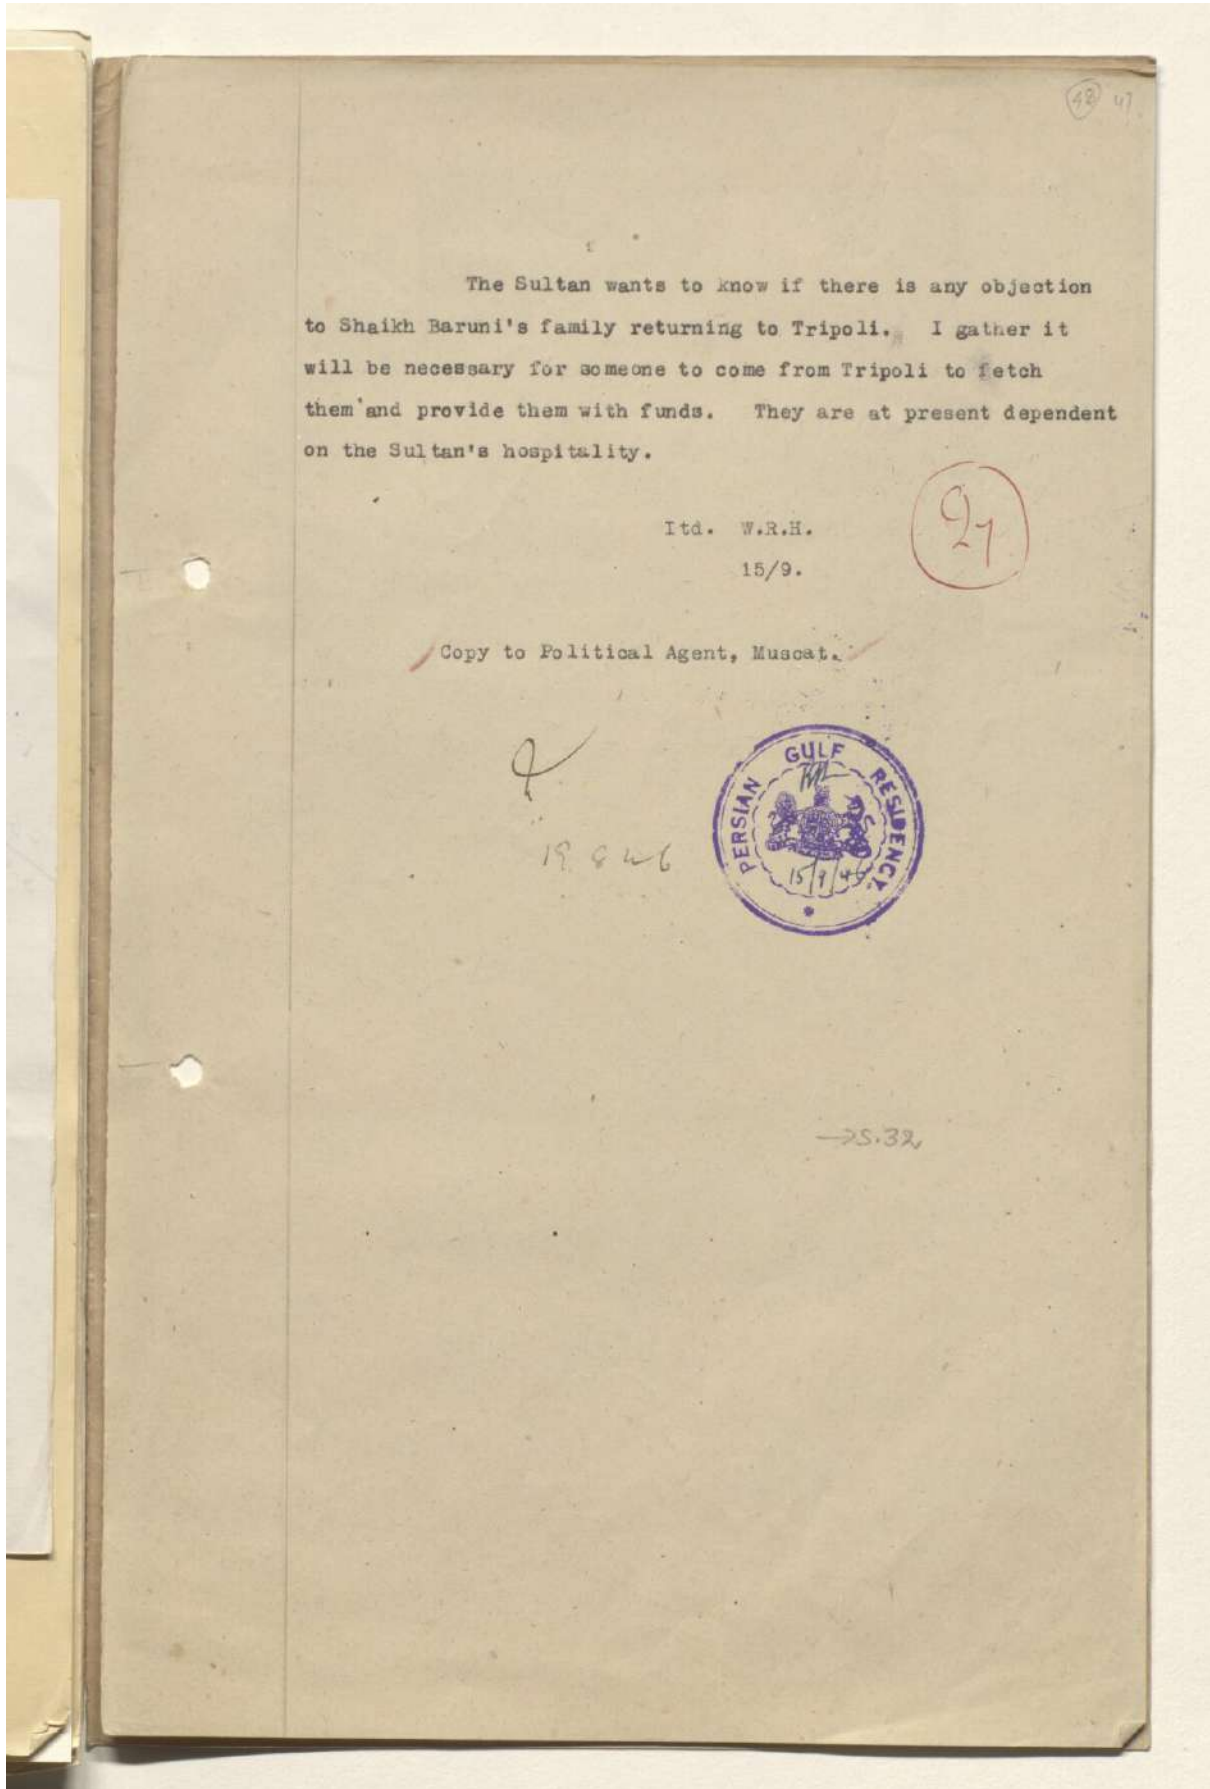 42 47
The Sultan wants to know if there is any objection
to Shaikh Baruni's family returning to Tripoli. I gather it
will be necessary for someone to come from Tripoli to fetch
them and provide them with funds. They are at present dependent
on the Sultan's hospitality.
Itd. W.R.H.
15/9.
27
Copy to Political Agent, Muscat.
PERSIAN GULF RESIDENCY.
15/9/46
→S.32